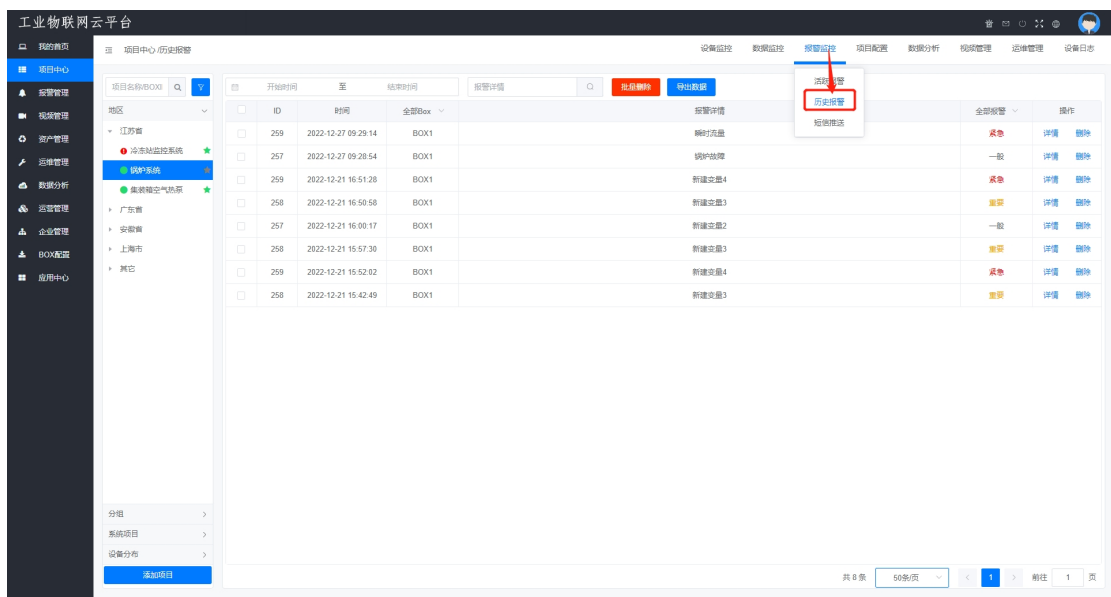 工业物联网云平台
我的首页
项目中心
报警管理
视频管理
资产管理
运维管理
数据分析
运营管理
企业管理
BOX配置
应用中心
项目中心 /历史报警
设备监控 数据监控 报警监控 项目配置 数据分析 视频管理 运维管理 设备日志
活跃报警
历史报警
短信推送
项目名称/BOXI
地区
江苏省
冷冻站监控系统
锅炉系统
集装箱空气热泵
广东省
安徽省
上海市
其它
分组
系统项目
设备分布
添加项目
开始时间 至 结束时间 报警详情 批量删除 导出数据
ID 时间 全部Box 报警详情 全部报警 操作
259 2022-12-27 09:29:14 BOX1 瞬时流量 紧急 详情 删除
257 2022-12-27 09:28:54 BOX1 锅炉故障 一般 详情 删除
259 2022-12-21 16:51:28 BOX1 新建变量4 紧急 详情 删除
258 2022-12-21 16:50:58 BOX1 新建变量3 重要 详情 删除
257 2022-12-21 16:00:17 BOX1 新建变量2 一般 详情 删除
258 2022-12-21 15:57:30 BOX1 新建变量3 重要 详情 删除
259 2022-12-21 15:52:02 BOX1 新建变量4 紧急 详情 删除
258 2022-12-21 15:42:49 BOX1 新建变量3 重要 详情 删除
共 8 条 50条/页 1 前往 1 页